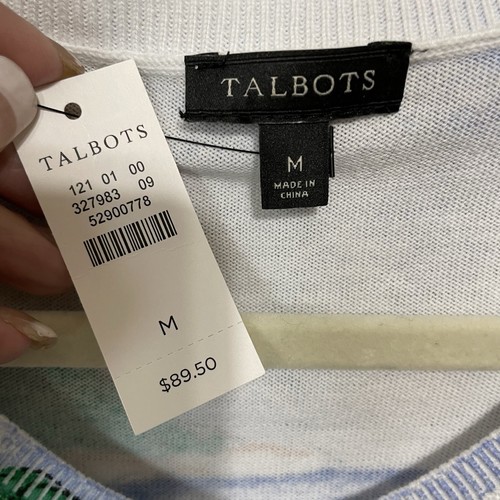 TALBOTS
M
MADE IN
CHINA
TALBOTS
121 01 00
327983 09
52900778
M
$89.50